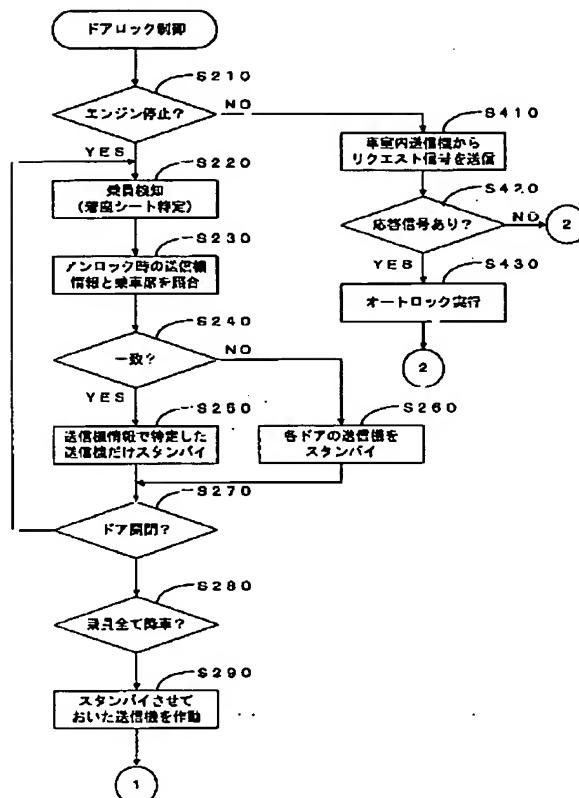 ドアロック制御
S210
エンジン停止?
NO
YES
S220
乗員検知
(着座シート特定)
S230
アンロック時の送信機
情報と乗車席を照合
S240
一致?
NO
YES
S250
送信機情報で特定した
送信機だけスタンバイ
S260
各ドアの送信機を
スタンバイ
S270
ドア開閉?
S280
乗員全て降車?
S290
スタンバイさせて
おいた送信機を作動
1
S410
車室内送信機から
リクエスト信号を送信
S420
応答信号あり?
NO
2
YES
S430
オートロック実行
2